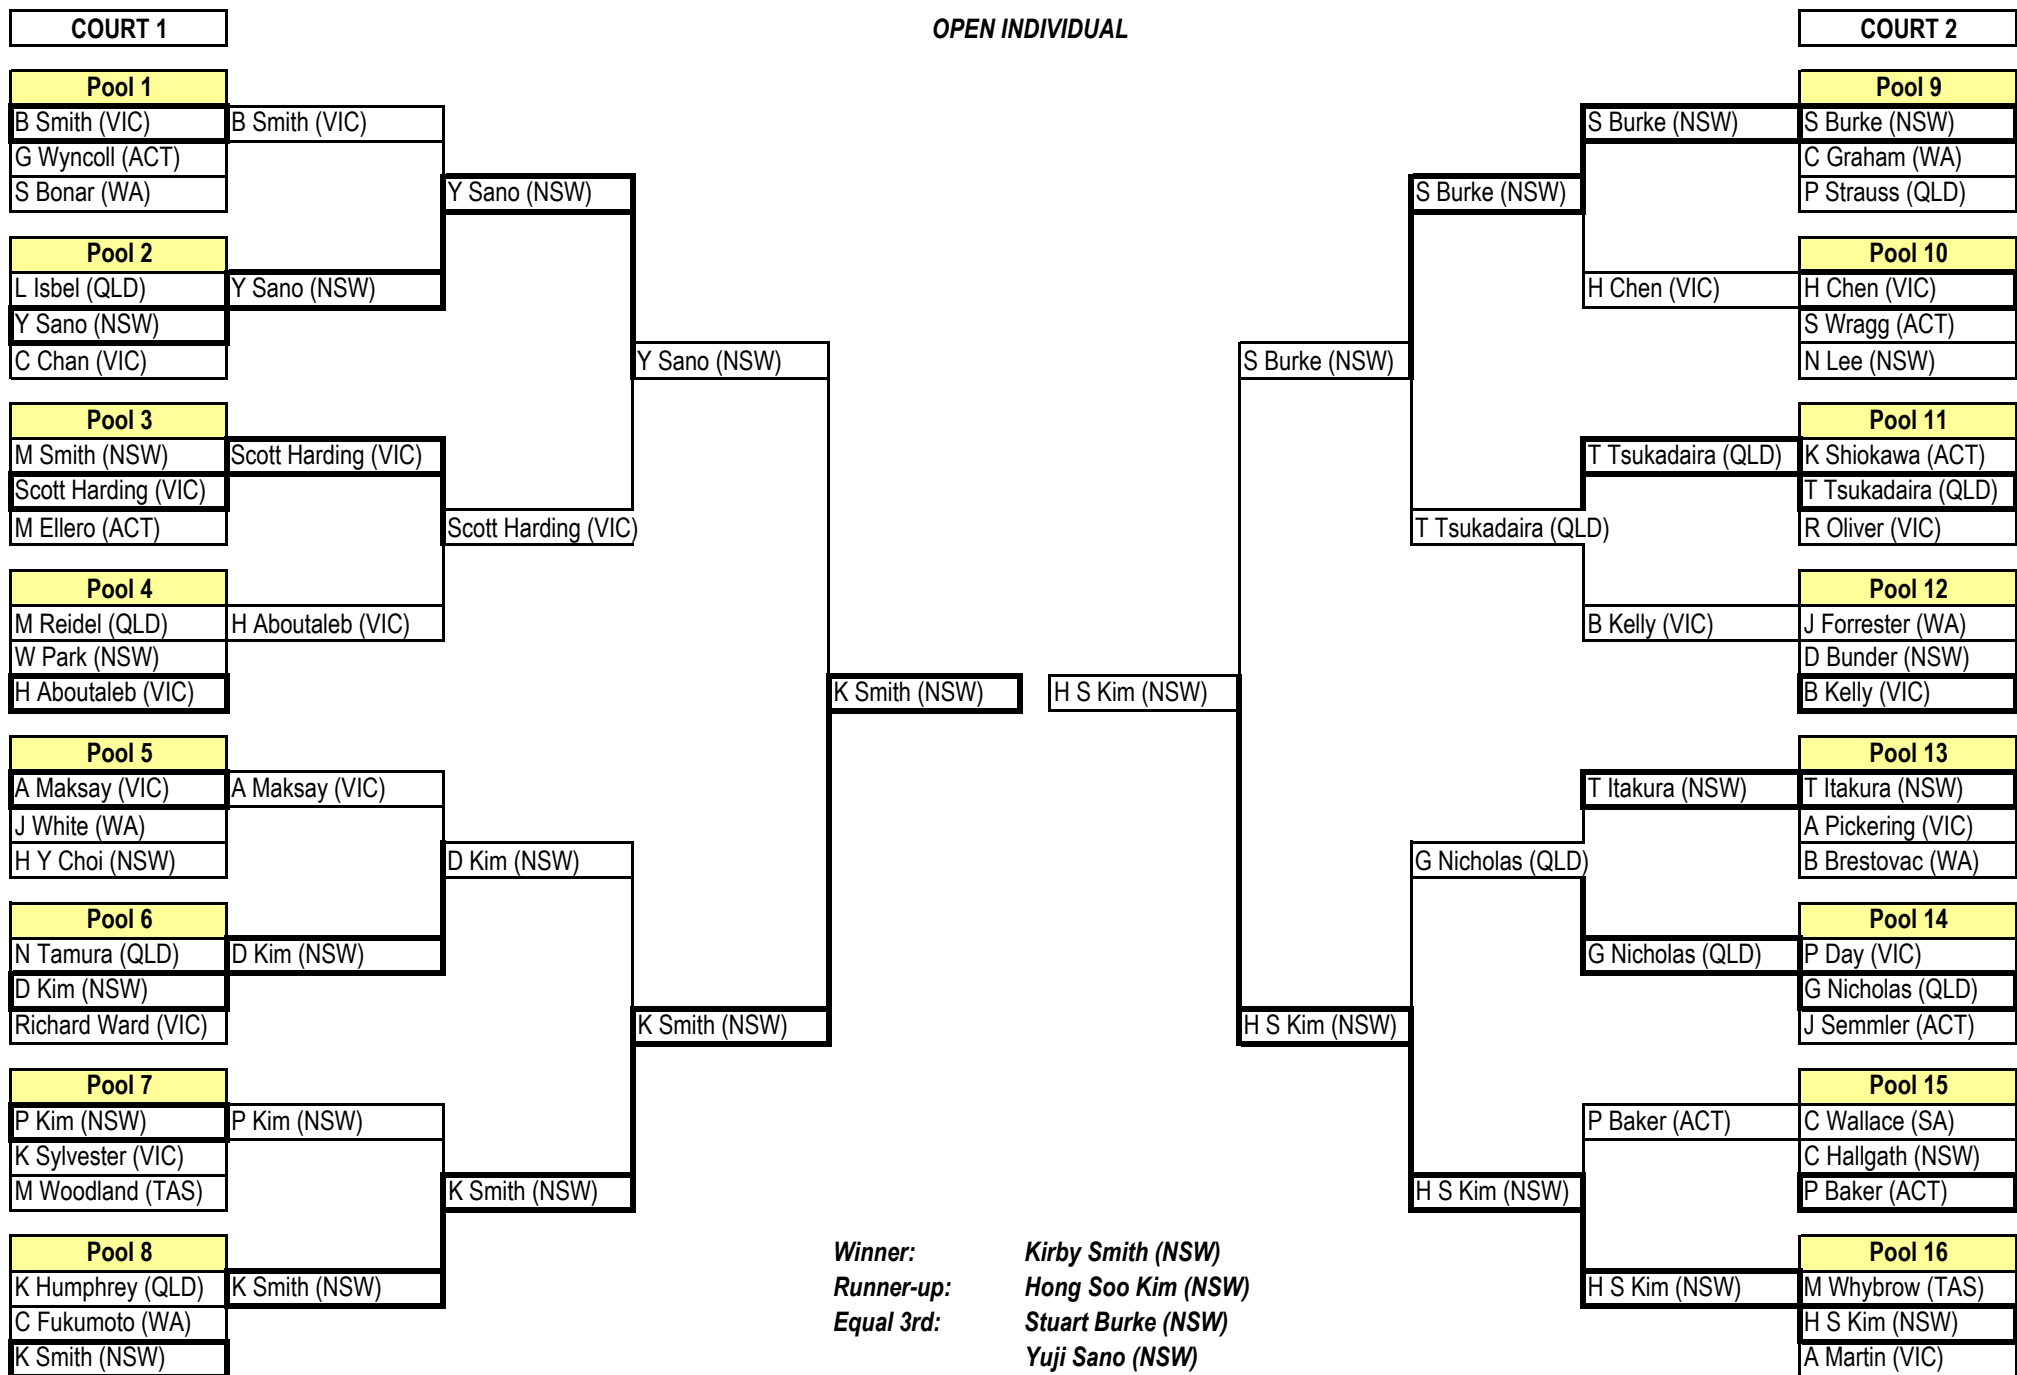 COURT 1
OPEN INDIVIDUAL
COURT 2
Pool 1
B Smith (VIC)
G Wyncoll (ACT)
S Bonar (WA)
Pool 2
L Isbel (QLD)
Y Sano (NSW)
C Chan (VIC)
Pool 3
M Smith (NSW)
Scott Harding (VIC)
M Ellero (ACT)
Pool 4
M Reidel (QLD)
W Park (NSW)
H Aboutaleb (VIC)
Pool 5
A Maksay (VIC)
J White (WA)
H Y Choi (NSW)
Pool 6
N Tamura (QLD)
D Kim (NSW)
Richard Ward (VIC)
Pool 7
P Kim (NSW)
K Sylvester (VIC)
M Woodland (TAS)
Pool 8
K Humphrey (QLD)
C Fukumoto (WA)
K Smith (NSW)
B Smith (VIC)
Y Sano (NSW)
Scott Harding (VIC)
H Aboutaleb (VIC)
A Maksay (VIC)
D Kim (NSW)
P Kim (NSW)
K Smith (NSW)
Y Sano (NSW)
Scott Harding (VIC)
D Kim (NSW)
K Smith (NSW)
Y Sano (NSW)
K Smith (NSW)
K Smith (NSW)
H S Kim (NSW)
S Burke (NSW)
H S Kim (NSW)
S Burke (NSW)
T Tsukadaira (QLD)
G Nicholas (QLD)
H S Kim (NSW)
S Burke (NSW)
H Chen (VIC)
T Tsukadaira (QLD)
B Kelly (VIC)
T Itakura (NSW)
G Nicholas (QLD)
P Baker (ACT)
H S Kim (NSW)
Pool 9
S Burke (NSW)
C Graham (WA)
P Strauss (QLD)
Pool 10
H Chen (VIC)
S Wragg (ACT)
N Lee (NSW)
Pool 11
K Shiokawa (ACT)
T Tsukadaira (QLD)
R Oliver (VIC)
Pool 12
J Forrester (WA)
D Bunder (NSW)
B Kelly (VIC)
Pool 13
T Itakura (NSW)
A Pickering (VIC)
B Brestovac (WA)
Pool 14
P Day (VIC)
G Nicholas (QLD)
J Semmler (ACT)
Pool 15
C Wallace (SA)
C Hallgath (NSW)
P Baker (ACT)
Pool 16
M Whybrow (TAS)
H S Kim (NSW)
A Martin (VIC)
Winner: Kirby Smith (NSW)
Runner-up: Hong Soo Kim (NSW)
Equal 3rd: Stuart Burke (NSW)
Yuji Sano (NSW)